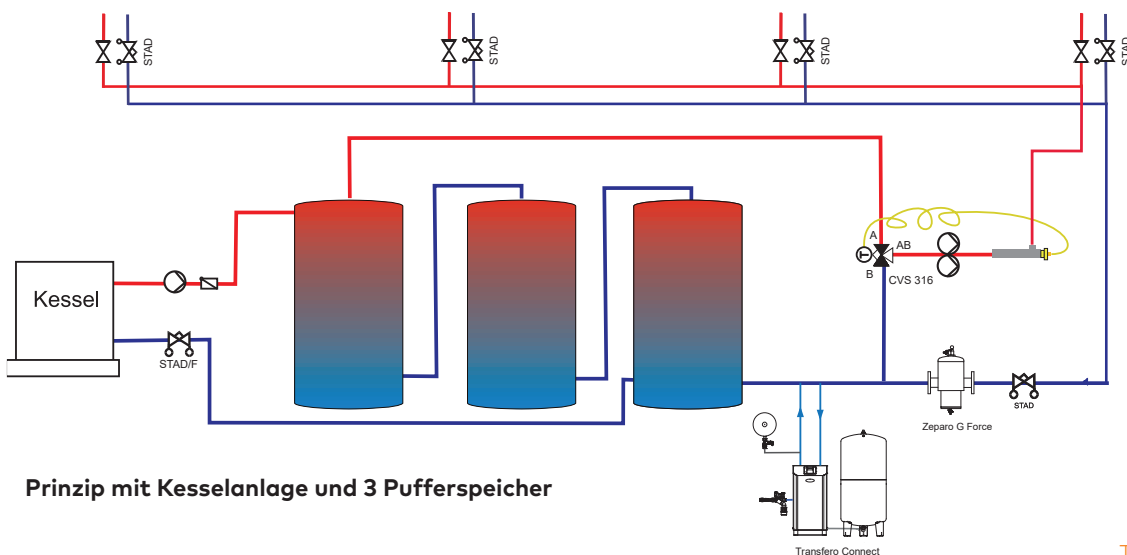 STAD
STAD
STAD
STAD
A
AB
T
B
CVS 316
Kessel
STAD/F
STAD
Zeparo G Force
Prinzip mit Kesselanlage und 3 Pufferspeicher
Transfero Connect